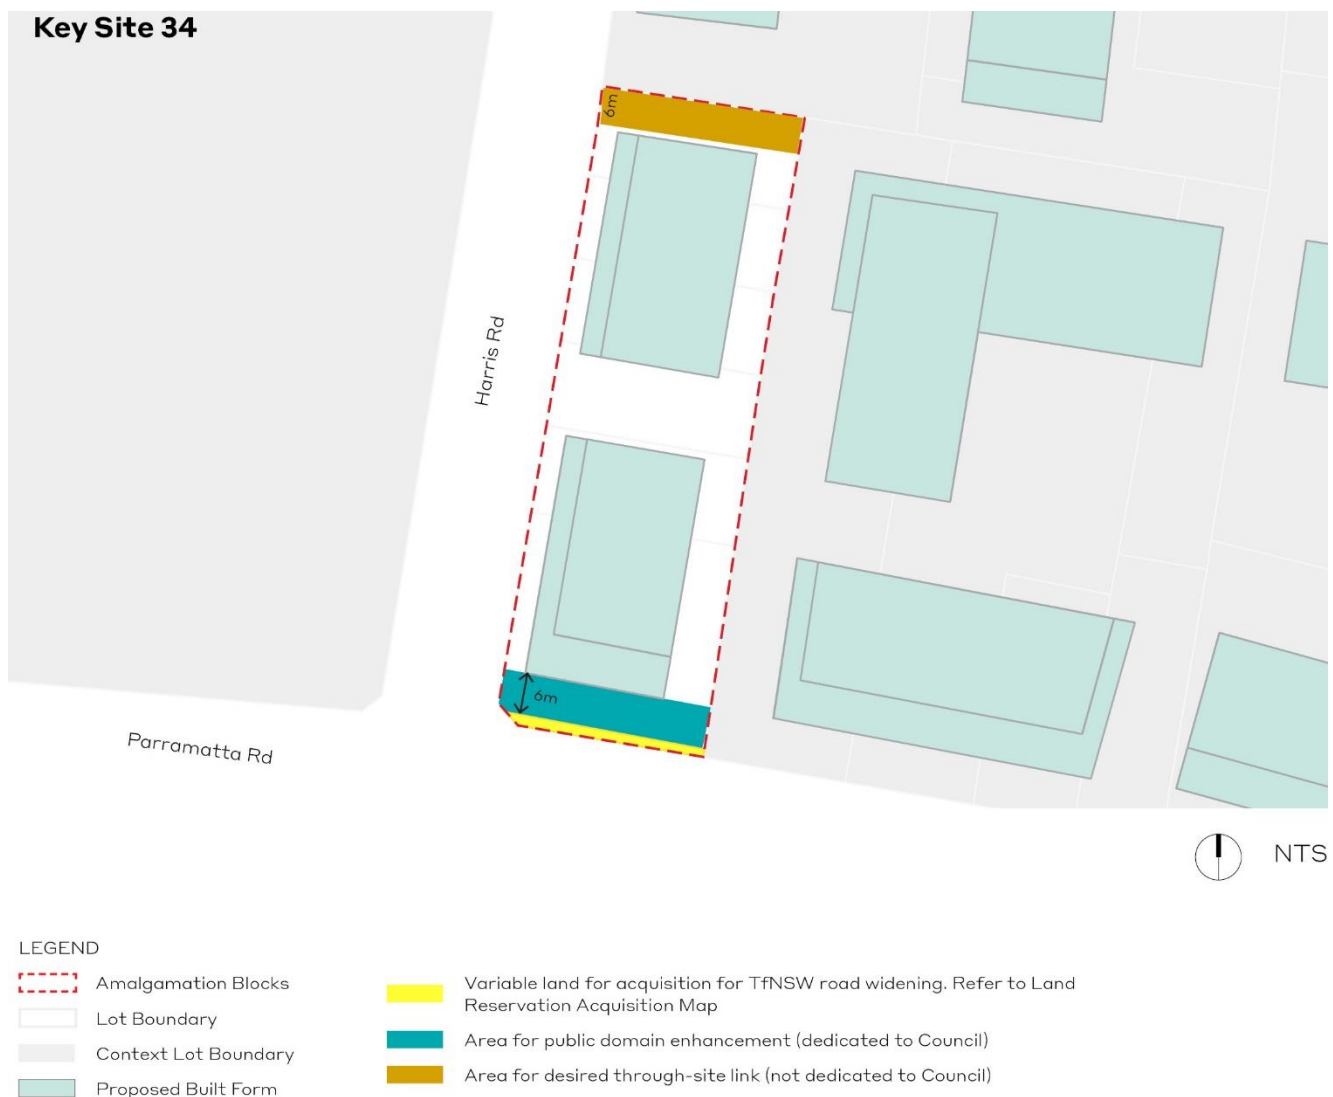 Key Site 34
6m
Harris Rd
6m
Parramatta Rd
NTS
LEGEND
Amalgamation Blocks
Lot Boundary
Context Lot Boundary
Proposed Built Form
Variable land for acquisition for TfNSW road widening. Refer to Land
Reservation Acquisition Map
Area for public domain enhancement (dedicated to Council)
Area for desired through-site link (not dedicated to Council)